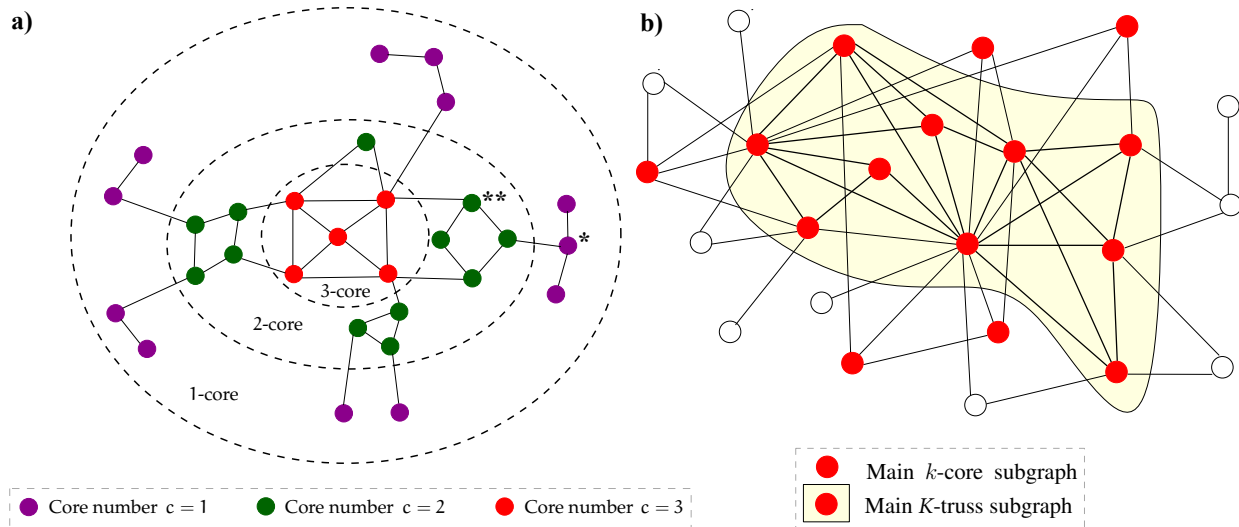 a)
**
*
3-core
2-core
1-core
Core number c = 1
Core number c = 2
Core number c = 3
b)
Main k-core subgraph
Main K-truss subgraph